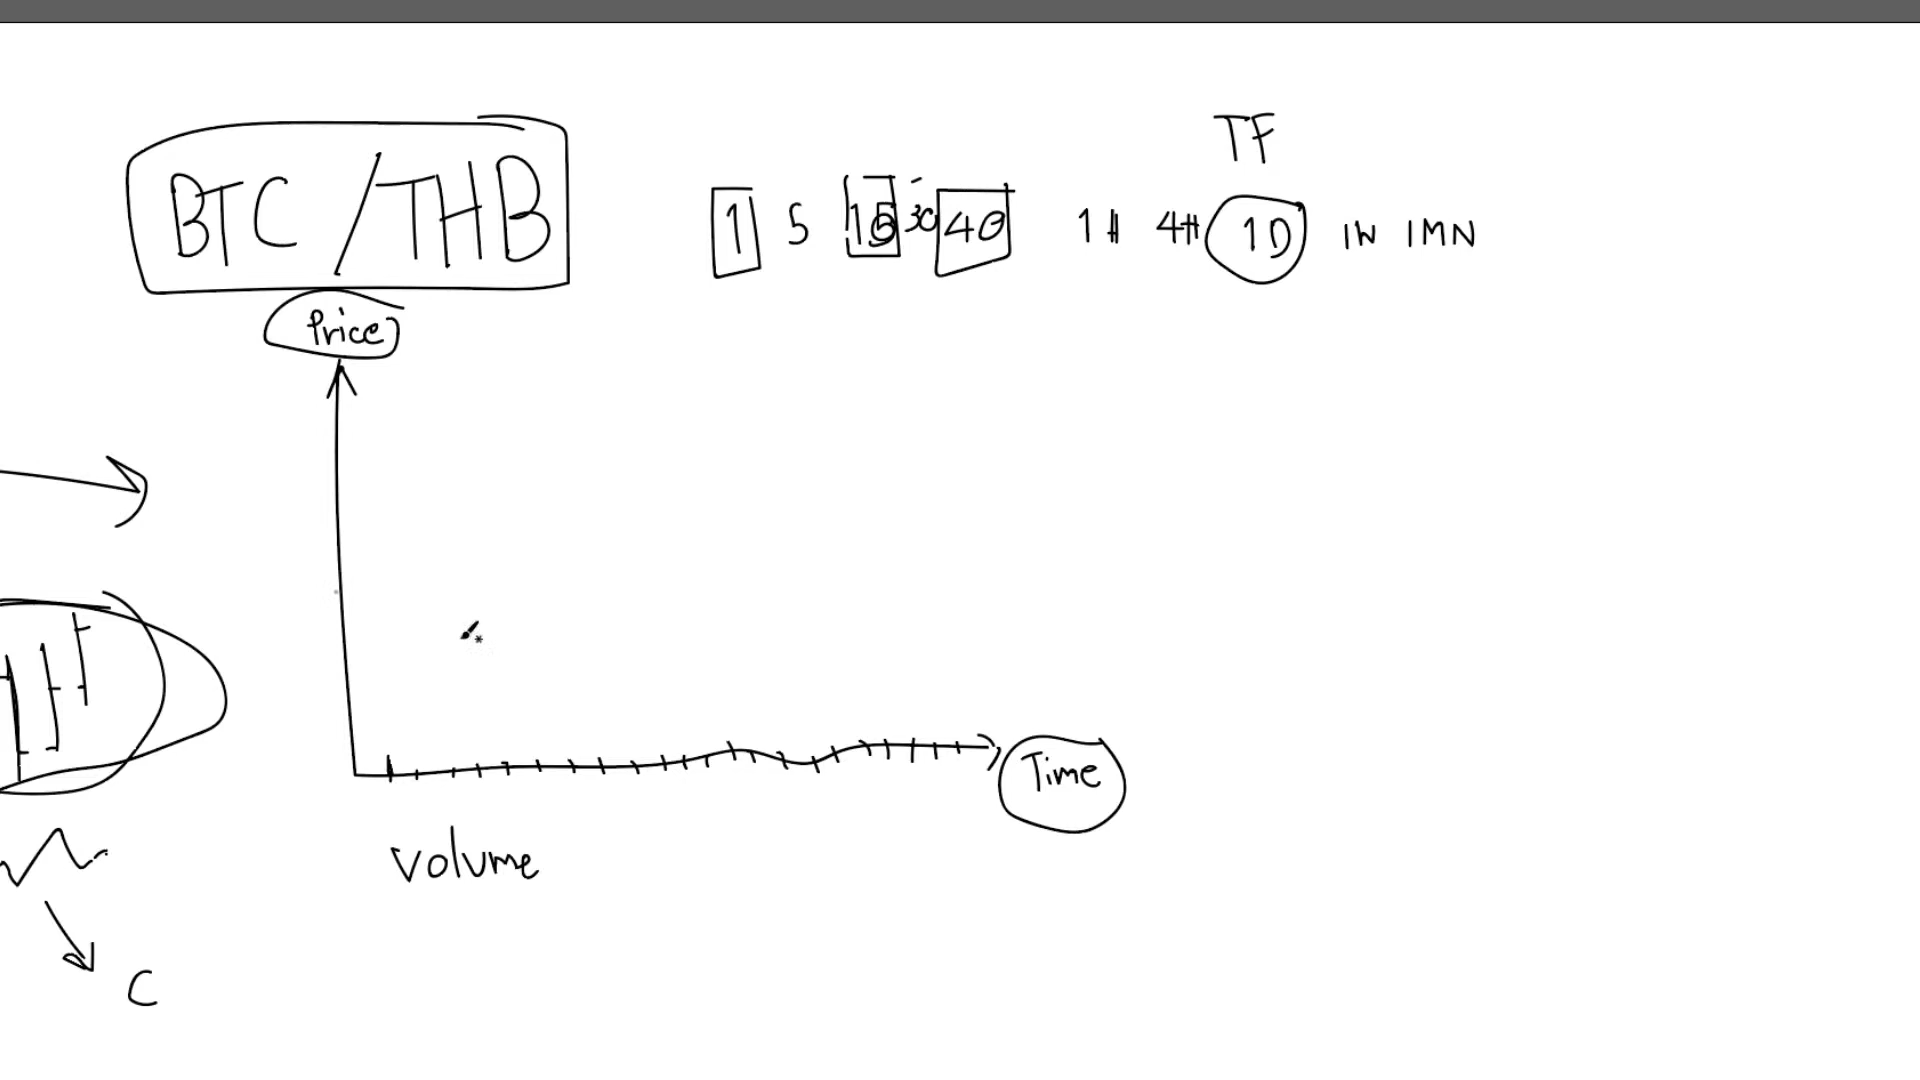 TF
BTC/THB
1 5 15 30 40 1H 4H 1D 1W 1MN
Price
Time
Volume
C